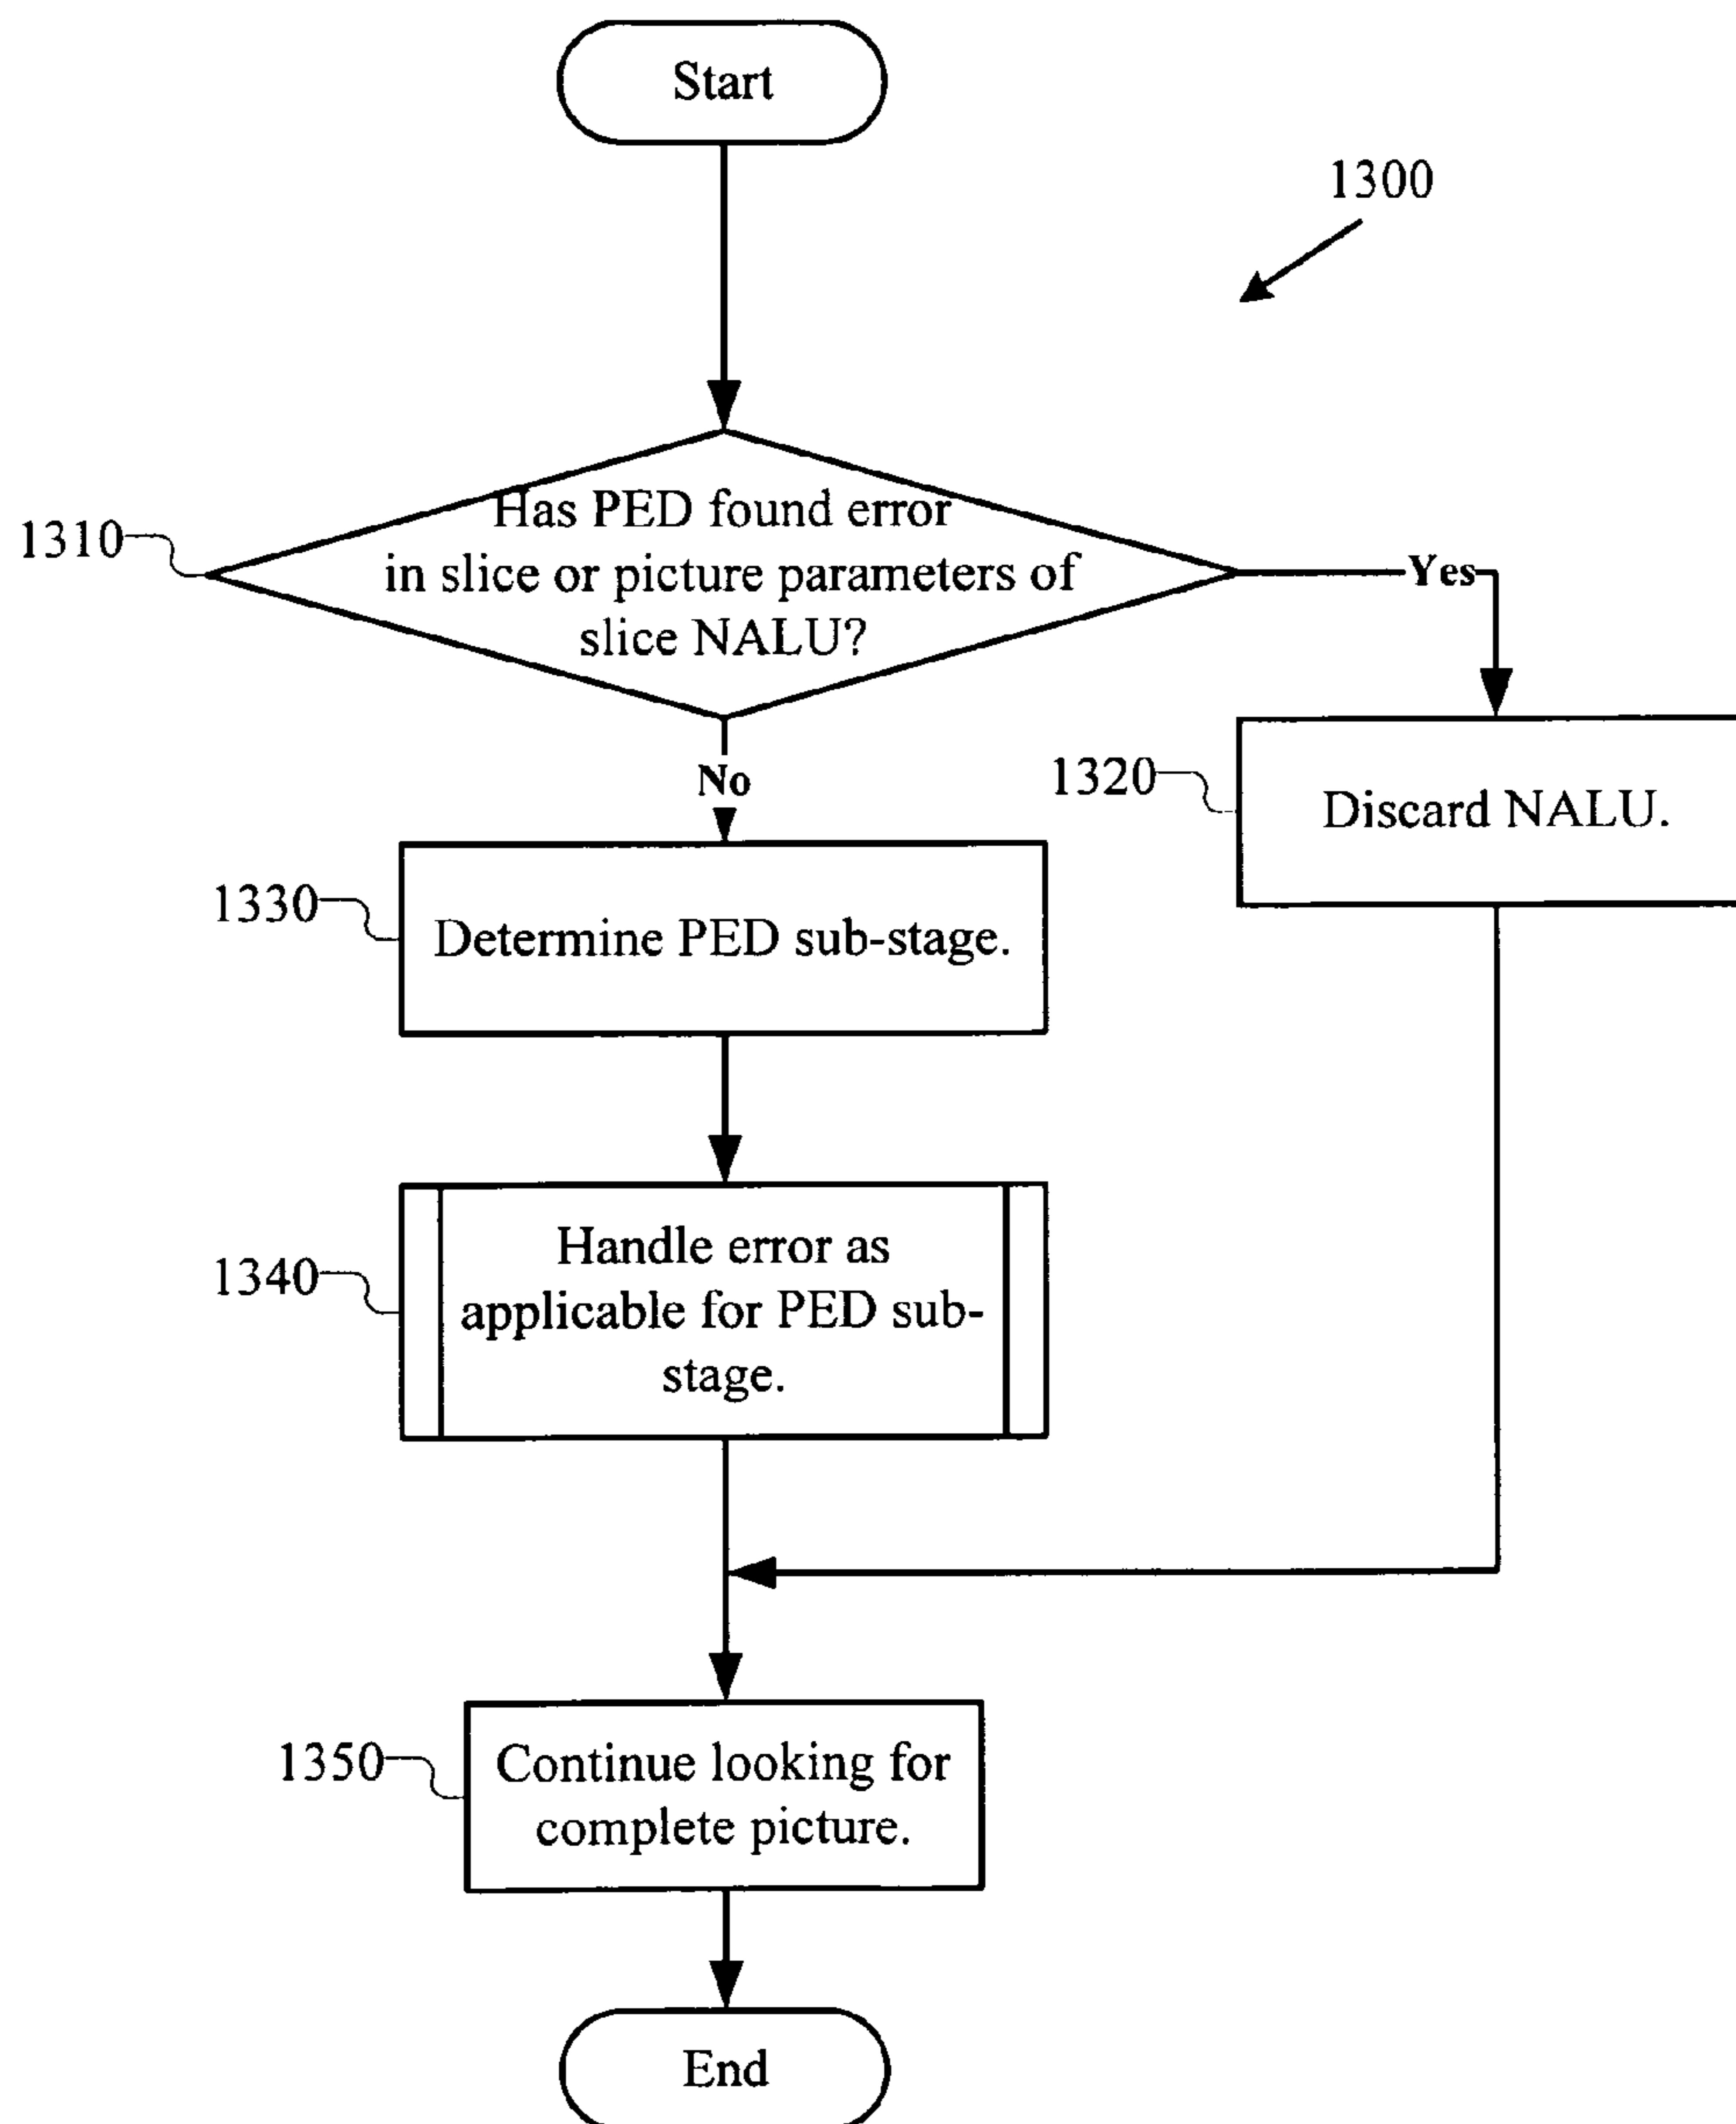 Start
1300
1310
Has PED found error
in slice or picture parameters of
slice NALU?
Yes
No
1320
Discard NALU.
1330
Determine PED sub-stage.
1340
Handle error as
applicable for PED sub-
stage.
1350
Continue looking for
complete picture.
End